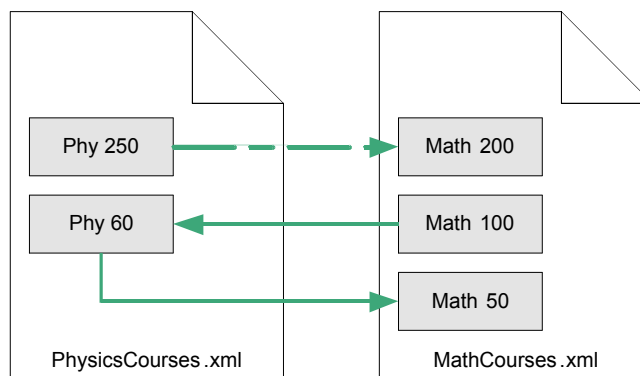 Phy 250
Math 200
Phy 60
Math 100
Math 50
PhysicsCourses.xml
MathCourses.xml